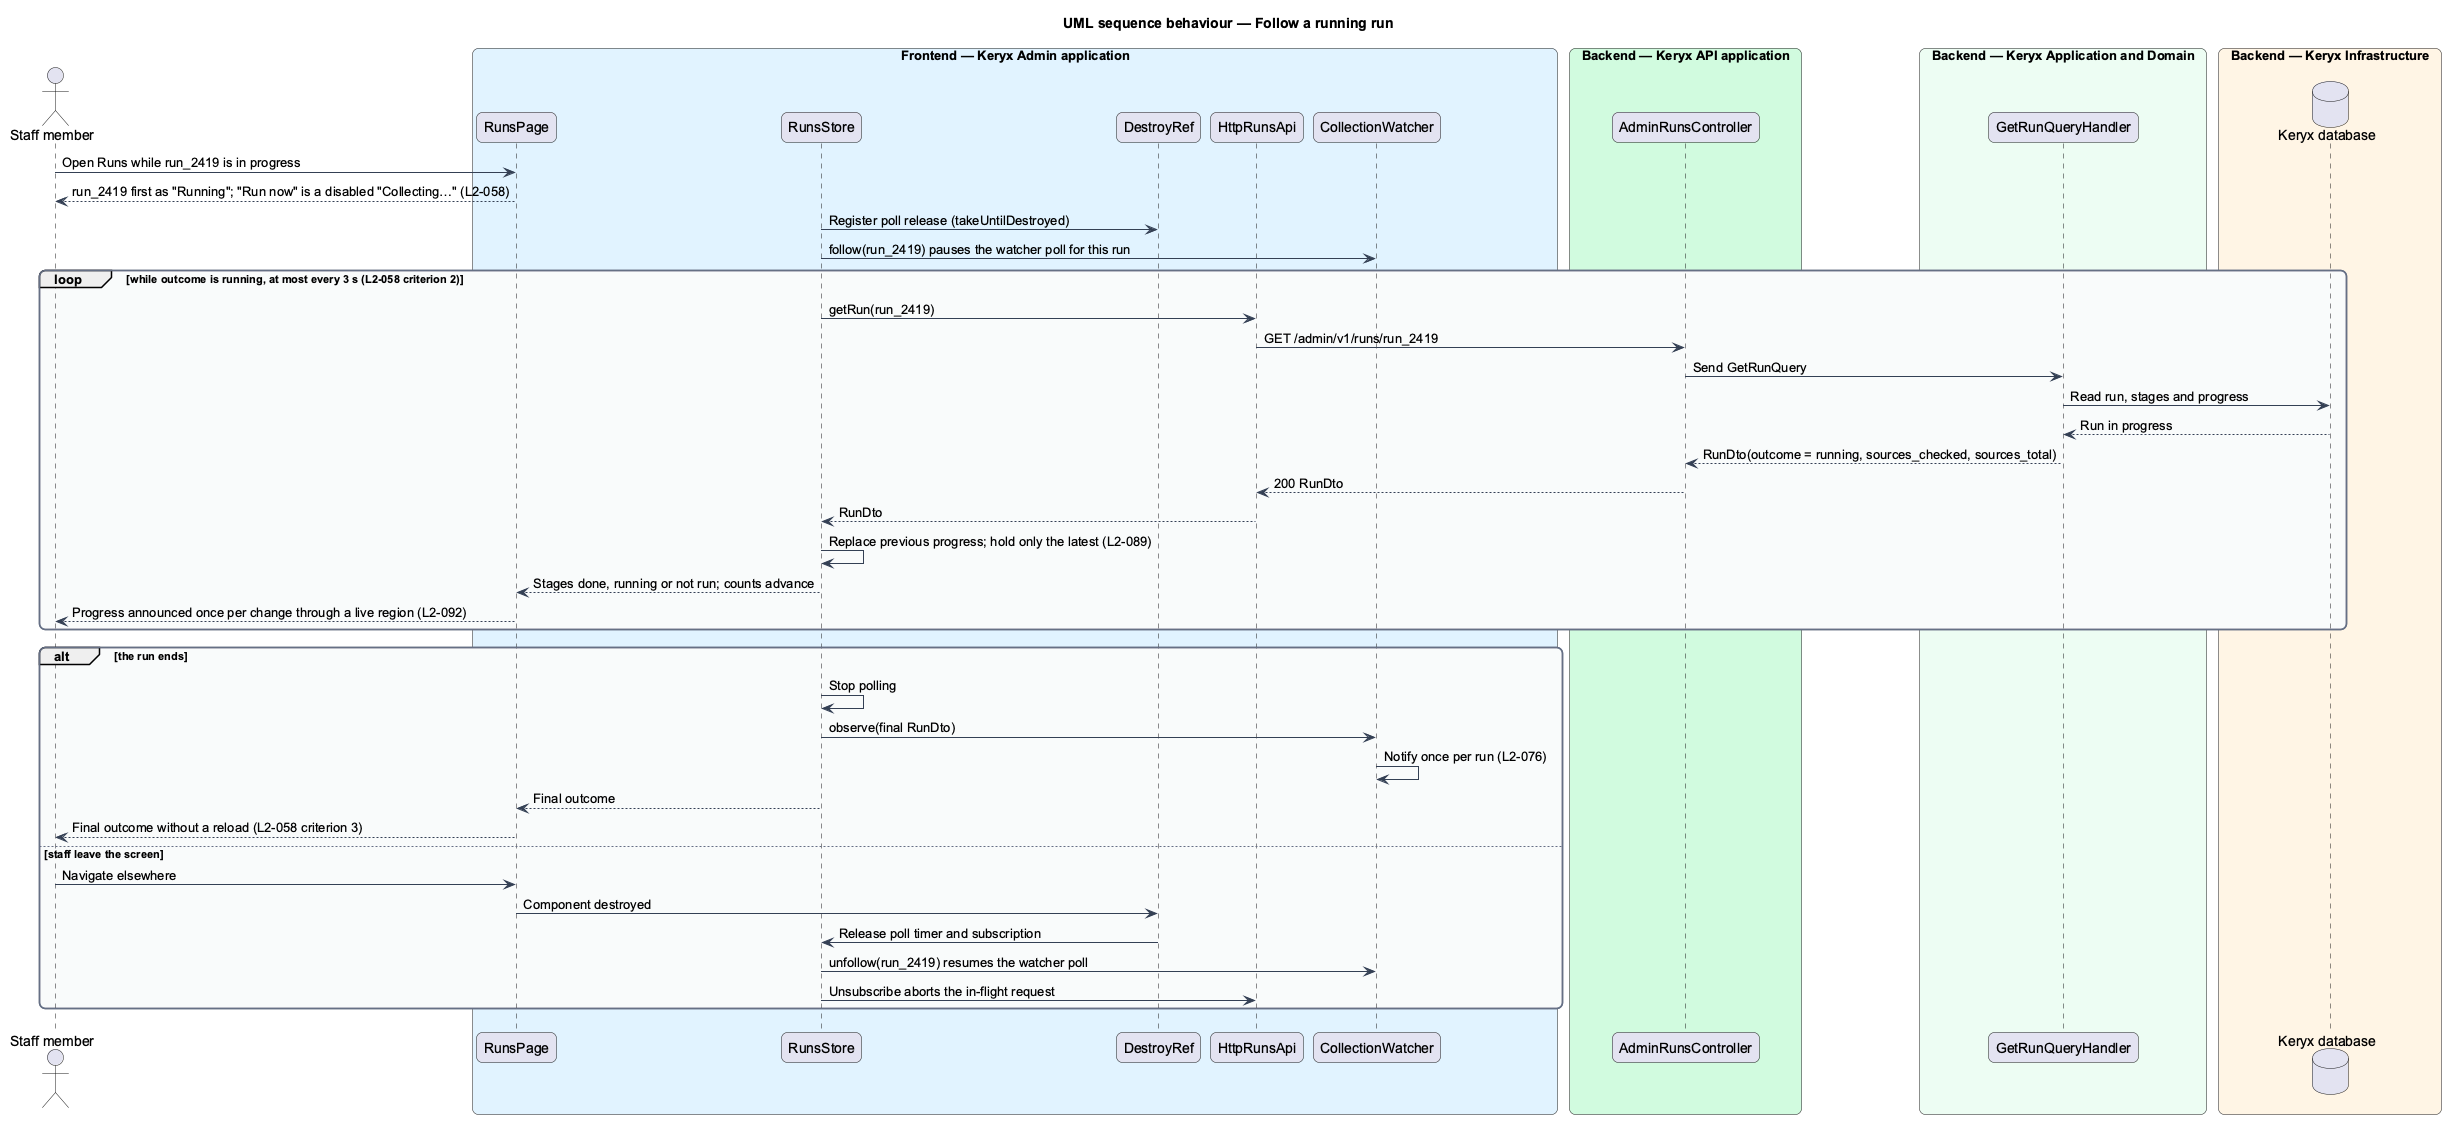 UML sequence behaviour — Follow a running run
Frontend — Keryx Admin application
Backend — Keryx API application
Backend — Keryx Application and Domain
Backend — Keryx Infrastructure
Staff member
RunsPage
RunsStore
DestroyRef
HttpRunsApi
CollectionWatcher
AdminRunsController
GetRunQueryHandler
Keryx database
Open Runs while run_2419 is in progress
run_2419 first as "Running"; "Run now" is a disabled "Collecting…" (L2-058)
Register poll release (takeUntilDestroyed)
follow(run_2419) pauses the watcher poll for this run
loop
[while outcome is running, at most every 3 s (L2-058 criterion 2)]
getRun(run_2419)
GET /admin/v1/runs/run_2419
Send GetRunQuery
Read run, stages and progress
Run in progress
RunDto(outcome = running, sources_checked, sources_total)
200 RunDto
RunDto
Replace previous progress; hold only the latest (L2-089)
Stages done, running or not run; counts advance
Progress announced once per change through a live region (L2-092)
alt
[the run ends]
Stop polling
observe(final RunDto)
Notify once per run (L2-076)
Final outcome
Final outcome without a reload (L2-058 criterion 3)
[staff leave the screen]
Navigate elsewhere
Component destroyed
Release poll timer and subscription
unfollow(run_2419) resumes the watcher poll
Unsubscribe aborts the in-flight request
Staff member
RunsPage
RunsStore
DestroyRef
HttpRunsApi
CollectionWatcher
AdminRunsController
GetRunQueryHandler
Keryx database